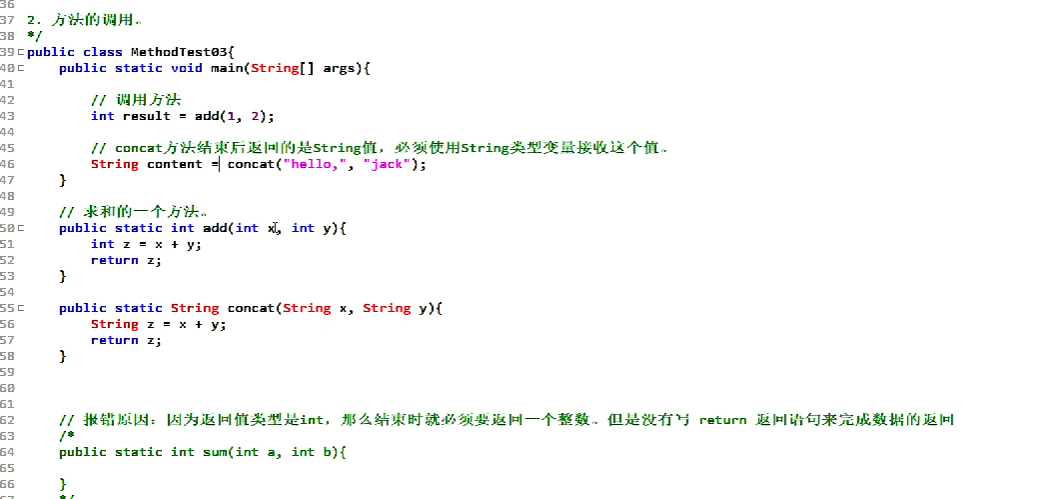 36
37 2. 方法的调用。
38 */
39 public class MethodTest03{
40     public static void main(String[] args){
41
42         // 调用方法
43         int result = add(1, 2);
44
45         // concat方法结束后返回的是String值，必须使用String类型变量接收这个值。
46         String content = concat("hello,", "jack");
47     }
48
49     // 求和的一个方法。
50     public static int add(int x, int y){
51         int z = x + y;
52         return z;
53     }
54
55     public static String concat(String x, String y){
56         String z = x + y;
57         return z;
58     }
59
60
61
62     // 报错原因：因为返回值类型是int，那么结束时就必须要返回一个整数。但是没有写 return 返回语句来完成数据的返回
63     /*
64     public static int sum(int a, int b){
65
66     }
67     */